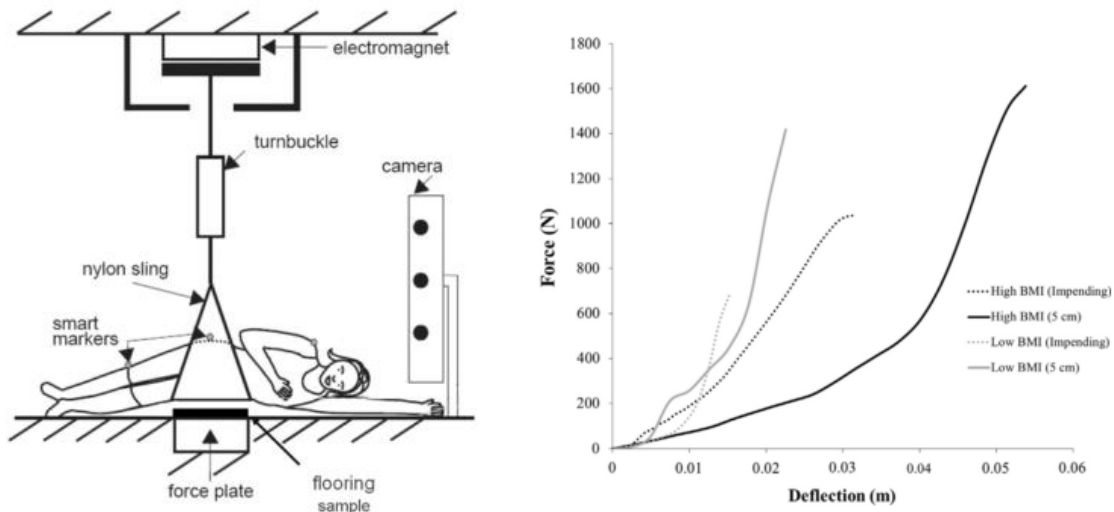 electromagnet
turnbuckle
camera
nylon sling
smart
markers
force plate
flooring
sample
1800
1600
1400
1200
1000
800
600
400
200
0
Force (N)
0
0.01
0.02
0.03
0.04
0.05
0.06
Deflection (m)
High BMI (Impending)
High BMI (5 cm)
Low BMI (Impending)
Low BMI (5 cm)